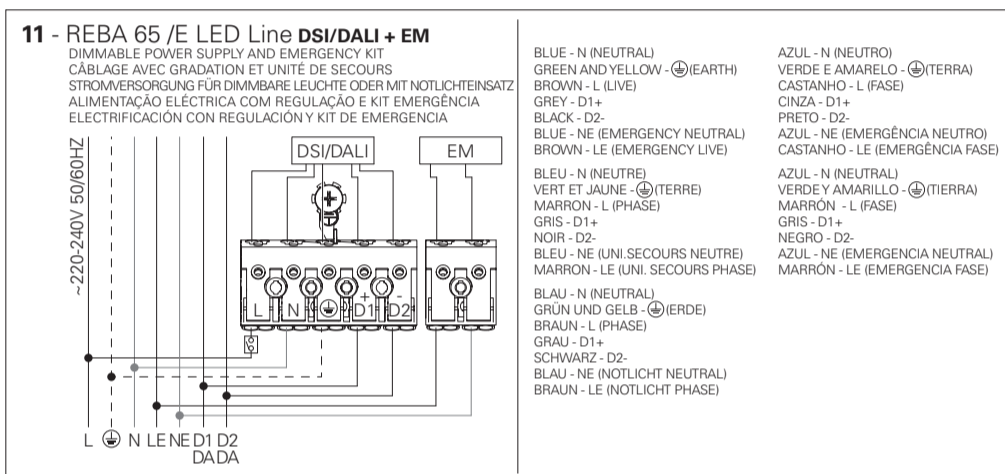 11 - REBA 65 /E LED Line DSI/DALI + EM
DIMMABLE POWER SUPPLY AND EMERGENCY KIT
CÂBLAGE AVEC GRADATION ET UNITÉ DE SECOURS
STROMVERSORGUNG FÜR DIMMBARE LEUCHTE ODER MIT NOTLICHTEINSATZ
ALIMENTAÇÃO ELÉCTRICA COM REGULAÇÃO E KIT EMERGÊNCIA
ELECTRIFICACIÓN CON REGULACIÓN Y KIT DE EMERGENCIA
~220-240V 50/60HZ
DSI/DALI
EM
L N D1 + D2 -
L N LE NE D1 D2
DA DA
BLUE - N (NEUTRAL)
GREEN AND YELLOW - (EARTH)
BROWN - L (LIVE)
GREY - D1+
BLACK - D2-
BLUE - NE (EMERGENCY NEUTRAL)
BROWN - LE (EMERGENCY LIVE)
BLEU - N (NEUTRE)
VERT ET JAUNE - (TERRE)
MARRON - L (PHASE)
GRIS - D1+
NOIR - D2-
BLEU - NE (UNI.SECOURS NEUTRE)
MARRON - LE (UNI. SECOURS PHASE)
BLAU - N (NEUTRAL)
GRÜN UND GELB - (ERDE)
BRAUN - L (PHASE)
GRAU - D1+
SCHWARZ - D2-
BLAU - NE (NOTLICHT NEUTRAL)
BRAUN - LE (NOTLICHT PHASE)
AZUL - N (NEUTRO)
VERDE E AMARELO - (TERRA)
CASTANHO - L (FASE)
CINZA - D1+
PRETO - D2-
AZUL - NE (EMERGÊNCIA NEUTRO)
CASTANHO - LE (EMERGÊNCIA FASE)
AZUL - N (NEUTRAL)
VERDE Y AMARILLO - (TIERRA)
MARRÓN - L (FASE)
GRIS - D1+
NEGRO - D2-
AZUL - NE (EMERGENCIA NEUTRAL)
MARRÓN - LE (EMERGENCIA FASE)